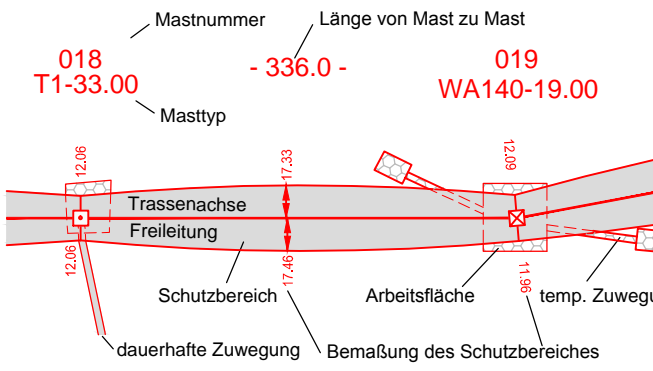 Mastnummer
Länge von Mast zu Mast
018
T1-33.00
- 336.0 -
019
WA140-19.00
Masttyp
12.06
17.33
12.09
Trassenachse
Freileitung
12.06
17.46
11.96
Schutzbereich
Arbeitsfläche
temp. Zuwegu
dauerhafte Zuwegung
Bemaßung des Schutzbereiches